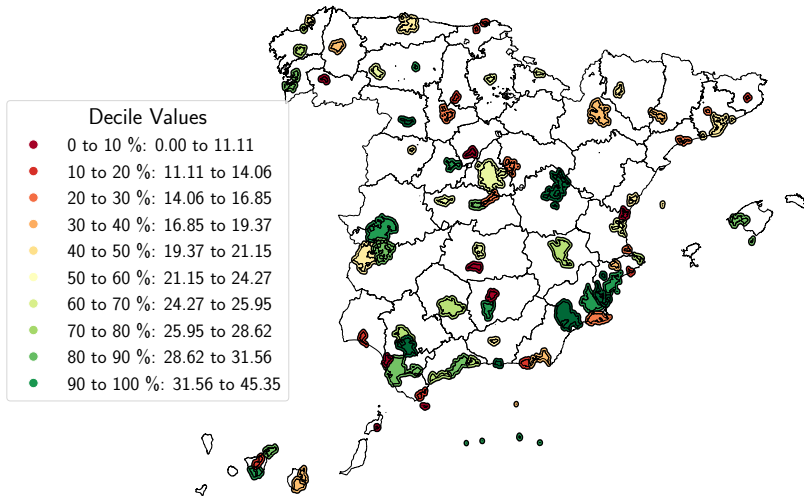 Decile Values
0 to 10 %: 0.00 to 11.11
10 to 20 %: 11.11 to 14.06
20 to 30 %: 14.06 to 16.85
30 to 40 %: 16.85 to 19.37
40 to 50 %: 19.37 to 21.15
50 to 60 %: 21.15 to 24.27
60 to 70 %: 24.27 to 25.95
70 to 80 %: 25.95 to 28.62
80 to 90 %: 28.62 to 31.56
90 to 100 %: 31.56 to 45.35